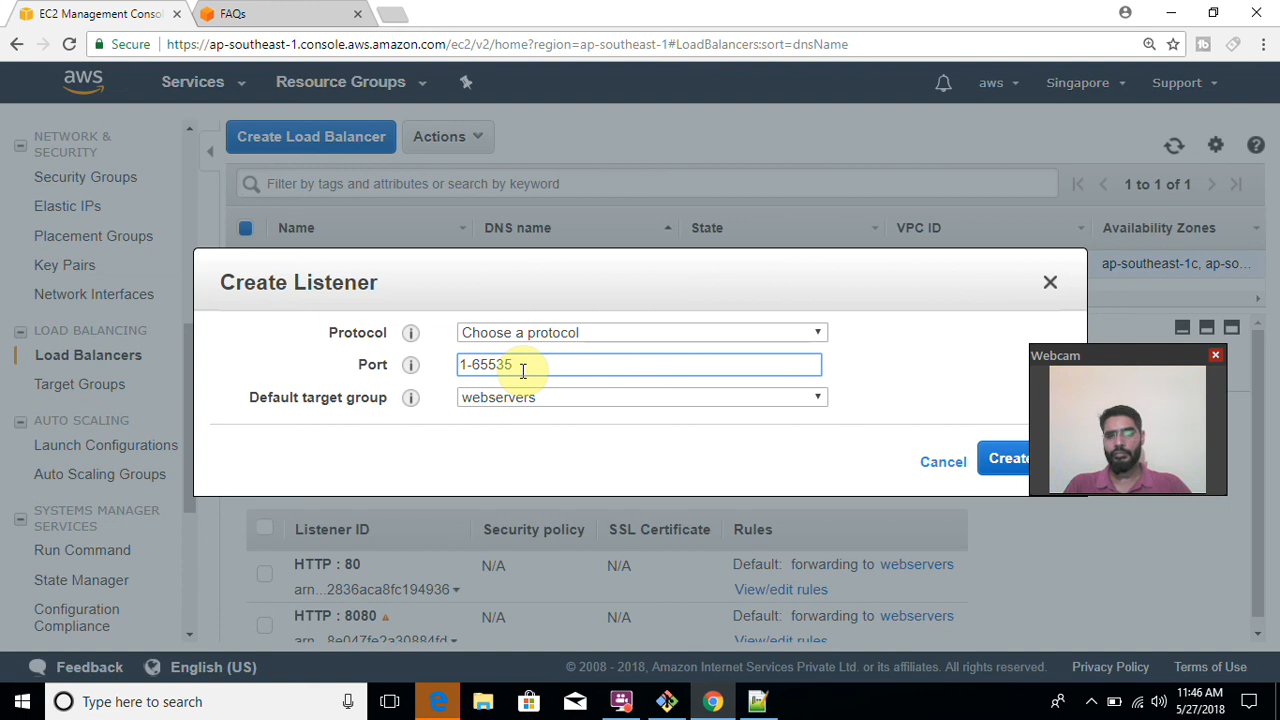 EC2 Management Conso
FAQs
Secure
https://ap-southeast-1.console.aws.amazon.com/ec2/v2/home?region=ap-southeast-1#LoadBalancers:sort=dnsName
aws
Services
Resource Groups
aws
Singapore
Support
NETWORK &
SECURITY
Security Groups
Elastic IPs
Placement Groups
Key Pairs
Network Interfaces
LOAD BALANCING
Load Balancers
Target Groups
AUTO SCALING
Launch Configurations
Auto Scaling Groups
SYSTEMS MANAGER
SERVICES
Run Command
State Manager
Configuration
Compliance
Create Load Balancer
Actions
Filter by tags and attributes or search by keyword
1 to 1 of 1
Name
DNS name
State
VPC ID
Availability Zones
ap-southeast-1c, ap-so...
Create Listener
Protocol
Choose a protocol
Port
1-65535
Default target group
webservers
Cancel
Create
Webcam
Listener ID
Security policy
SSL Certificate
Rules
HTTP : 80
N/A
N/A
Default: forwarding to webservers
arn...2836aca8fc194936
View/edit rules
HTTP : 8080
N/A
N/A
Default: forwarding to webservers
arn...8e047fe2a30884fd
View/edit rules
Feedback
English (US)
© 2008 - 2018, Amazon Internet Services Private Ltd. or its affiliates. All rights reserved.
Privacy Policy
Terms of Use
Type here to search
11:46 AM
5/27/2018